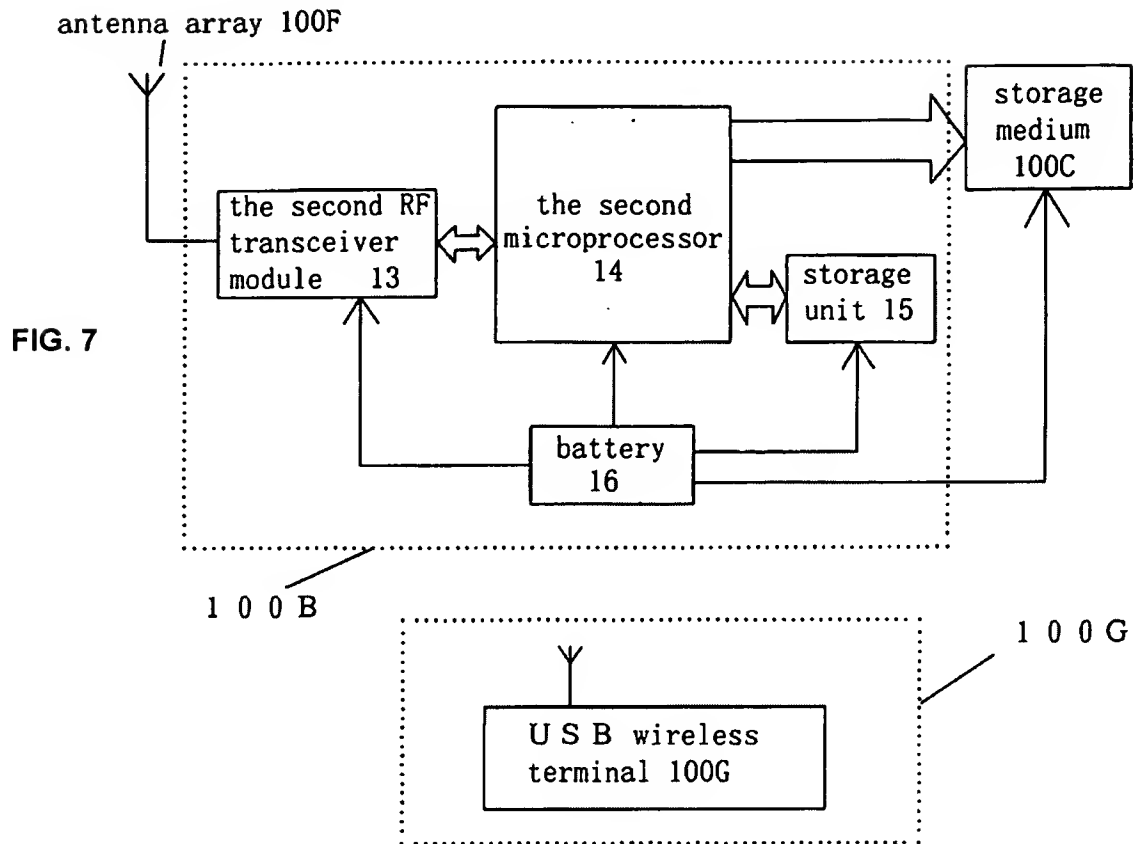 antenna array 100F
storage
medium
100C
the second RF
transceiver
module 13
the second
microprocessor
14
storage
unit 15
FIG. 7
battery
16
1 0 0 B
1 0 0 G
U S B wireless
terminal 100G